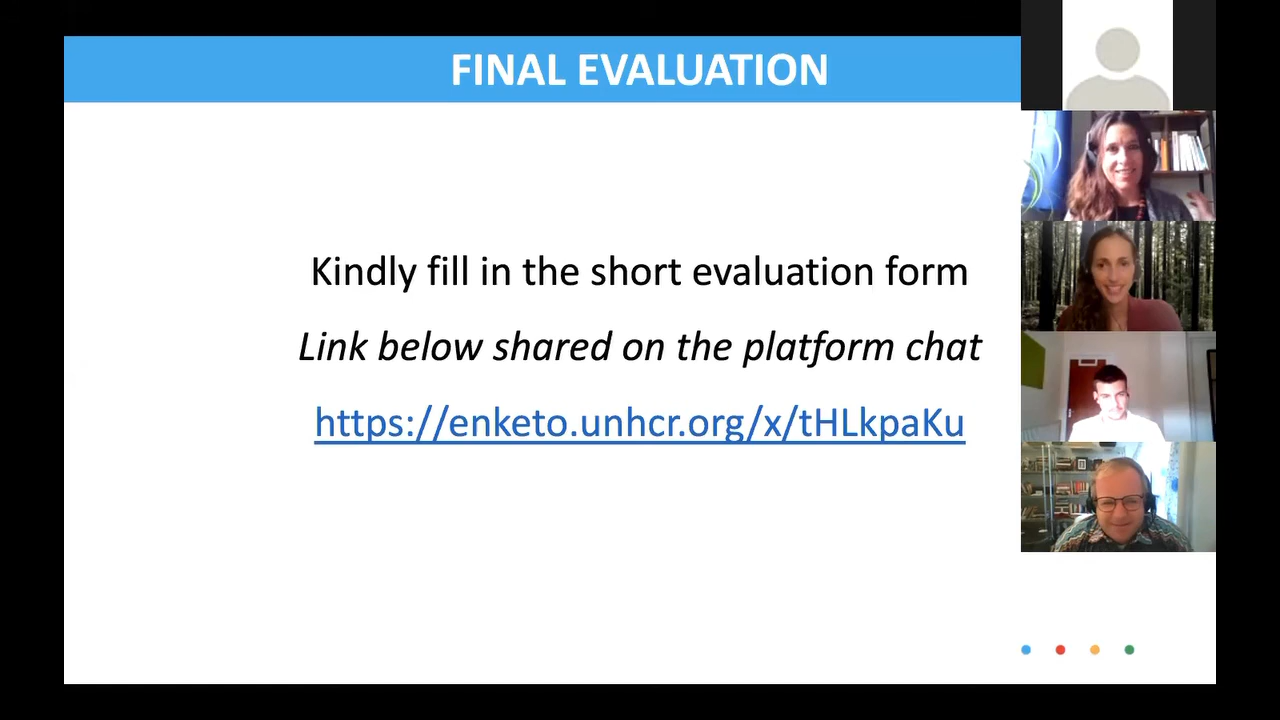 FINAL EVALUATION
Kindly fill in the short evaluation form
Link below shared on the platform chat
https://enketo.unhcr.org/x/tHLkpaKu